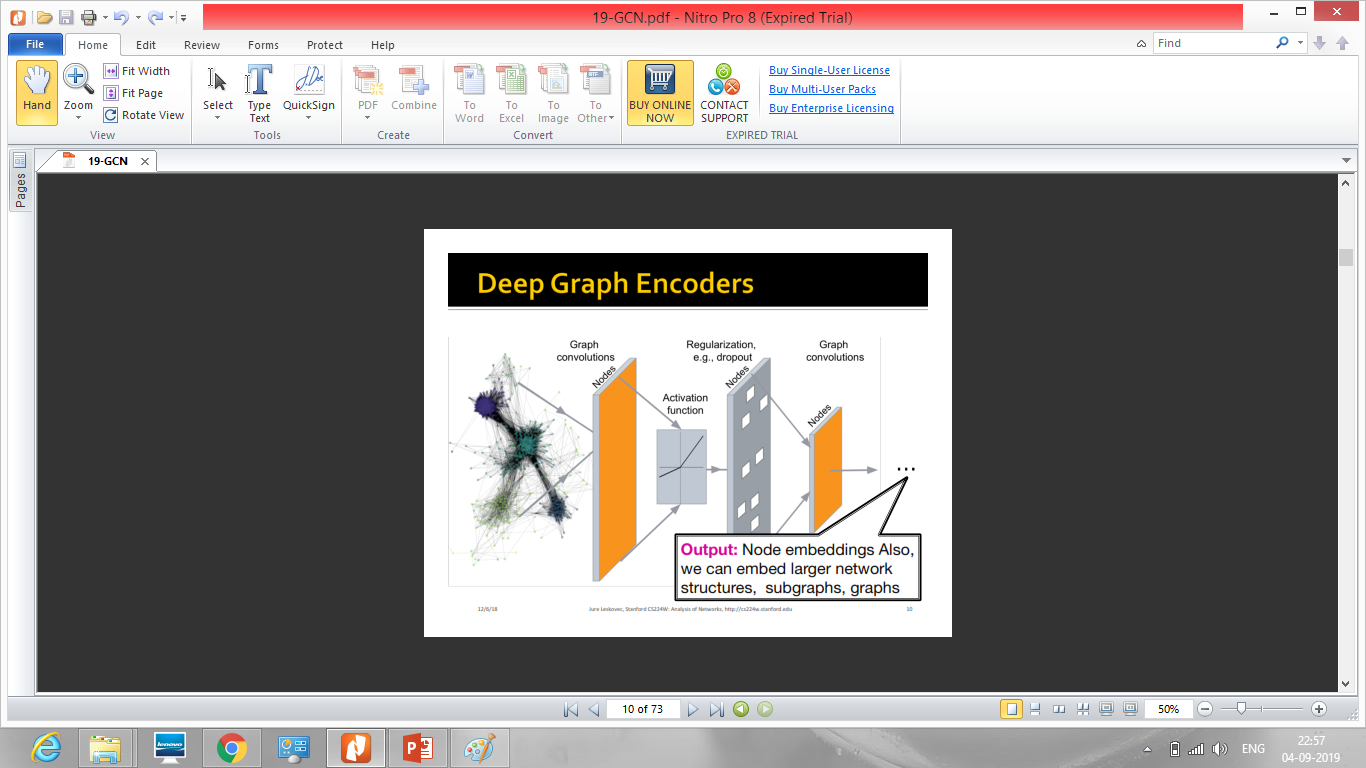 19-GCN.pdf - Nitro Pro 8 (Expired Trial)
File Home Edit Review Forms Protect Help
Find
Hand
Zoom
Fit Width
Fit Page
Rotate View
View
Select
Type
Text
QuickSign
Tools
PDF
Combine
Create
To
Word
To
Excel
To
Image
To
Other
Convert
BUY ONLINE
NOW
CONTACT
SUPPORT
Buy Single-User License
Buy Multi-User Packs
Buy Enterprise Licensing
EXPIRED TRIAL
19-GCN
Pages
Deep Graph Encoders
Graph
convolutions
Regularization,
e.g., dropout
Graph
convolutions
Nodes
Nodes
Activation
function
Nodes
...
Output: Node embeddings Also,
we can embed larger network
structures, subgraphs, graphs
12/6/18
Jure Leskovec, Stanford CS224W: Analysis of Networks, http://cs224w.stanford.edu
10
10 of 73
50%
lenovo
ENG
22:57
04-09-2019